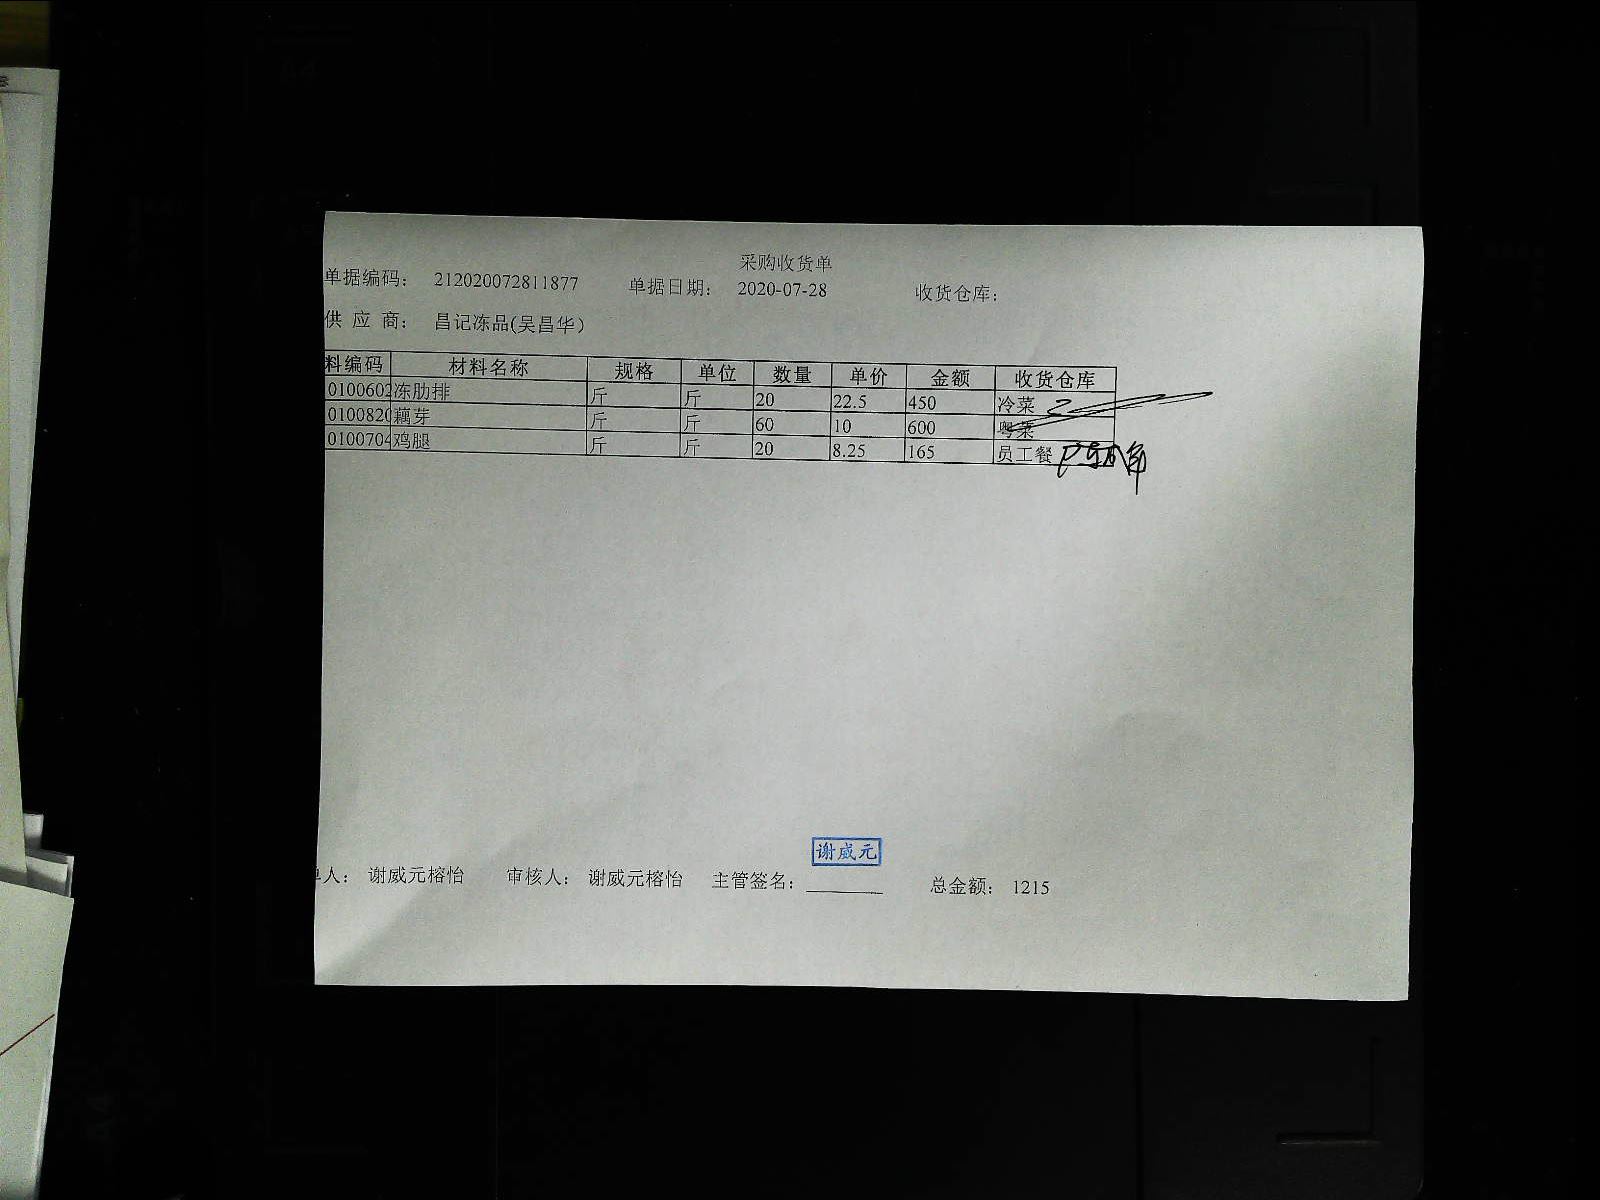 采购收货单
单据编码： 212020072811877 单据日期： 2020-07-28 收货仓库：
供 应 商： 昌记冻品(吴昌华）
料编码 材料名称 规格 单位 数量 单价 金额 收货仓库
0100602 冻肋排 斤 斤 20 22.5 450 冷菜
0100820 藕芽 斤 斤 60 10 600 粤菜
0100704 鸡腿 斤 斤 20 8.25 165 员工餐
谢威元
单人： 谢威元榕怡 审核人： 谢威元榕怡 主管签名： 总金额： 1215